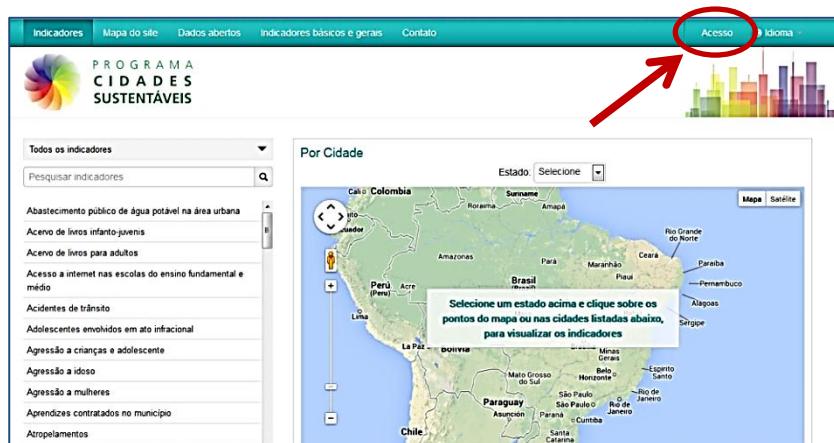 Indicadores Mapa do site Dados abertos Indicadores básicos e gerais Contato Acesso Idioma
PROGRAMA
CIDADES
SUSTENTÁVEIS
Todos os indicadores
Pesquisar indicadores
Abastecimento público de água potável na área urbana
Acervo de livros infanto-juvenis
Acervo de livros para adultos
Acesso a internet nas escolas do ensino fundamental e
médio
Acidentes de trânsito
Adolescentes envolvidos em ato infracional
Agressão a crianças e adolescente
Agressão a idoso
Agressão a mulheres
Aprendizes contratados no município
Atropelamentos
Por Cidade
Estado: Selecione
Mapa Satélite
Cali
Colombia
Suriname
Roraima
Amapá
Rio Grande
do Norte
Amazonas
Pará
Maranhão
Ceará
Paraíba
Piauí
Pernambuco
Perú
(Peru)
Acre
Brasil
Alagoas
Sergipe
Lima
Selecione um estado acima e clique sobre os
pontos do mapa ou nas cidades listadas abaixo,
para visualizar os indicadores
La Paz
Bolivia
Minas
Gerais
Mato Grosso
do Sul
Belo
Horizonte
Espírito
Santo
São Paulo
São Paulo
Rio de
Janeiro
Rio de
Janeiro
Paraguay
Asunción
Paraná
Curitiba
Chile
Santa
Catarina